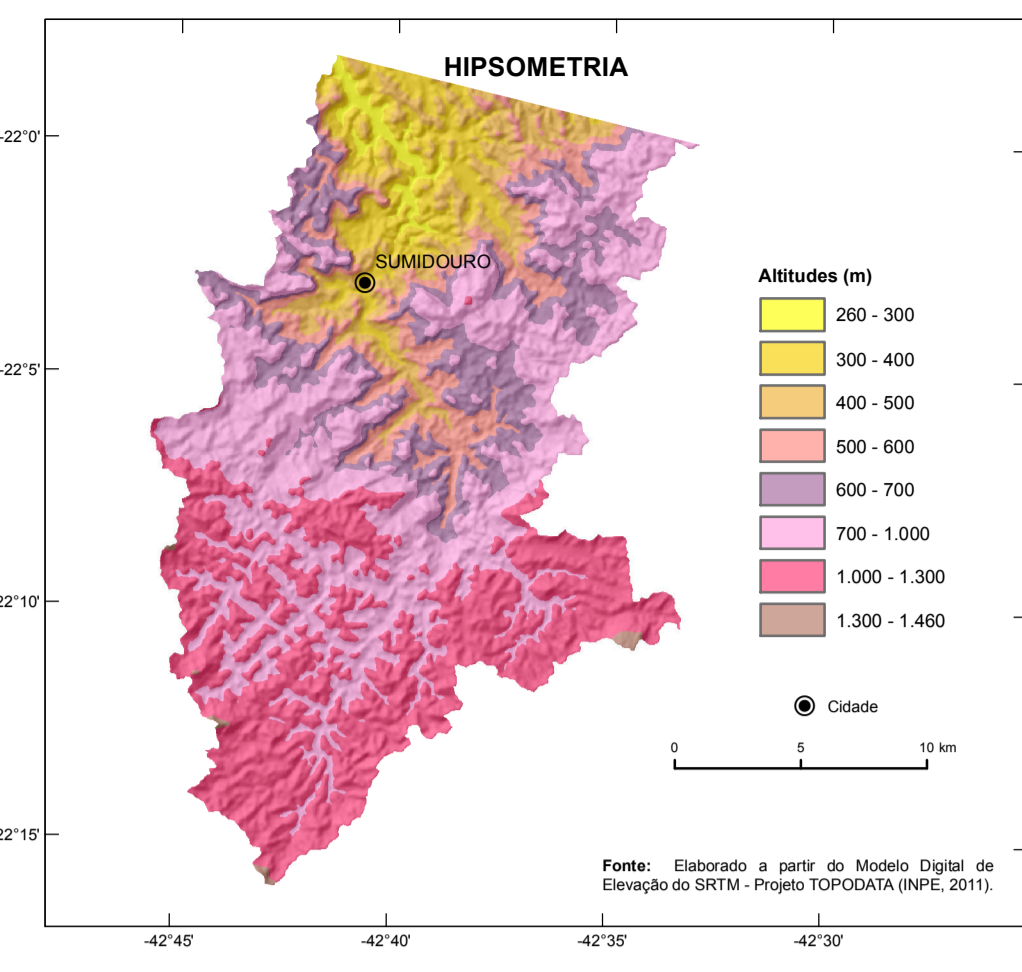 HIPSOMETRIA
-22°0'
SUMIDOURO
Altitudes (m)
260 - 300
300 - 400
-22°5'
400 - 500
500 - 600
600 - 700
700 - 1.000
1.000 - 1.300
22°10'
1.300 - 1.460
Cidade
0 5 10 km
22°15'
Fonte: Elaborado a partir do Modelo Digital de
Elevação do SRTM - Projeto TOPODATA (INPE, 2011).
-42°45' -42°40' -42°35' -42°30'